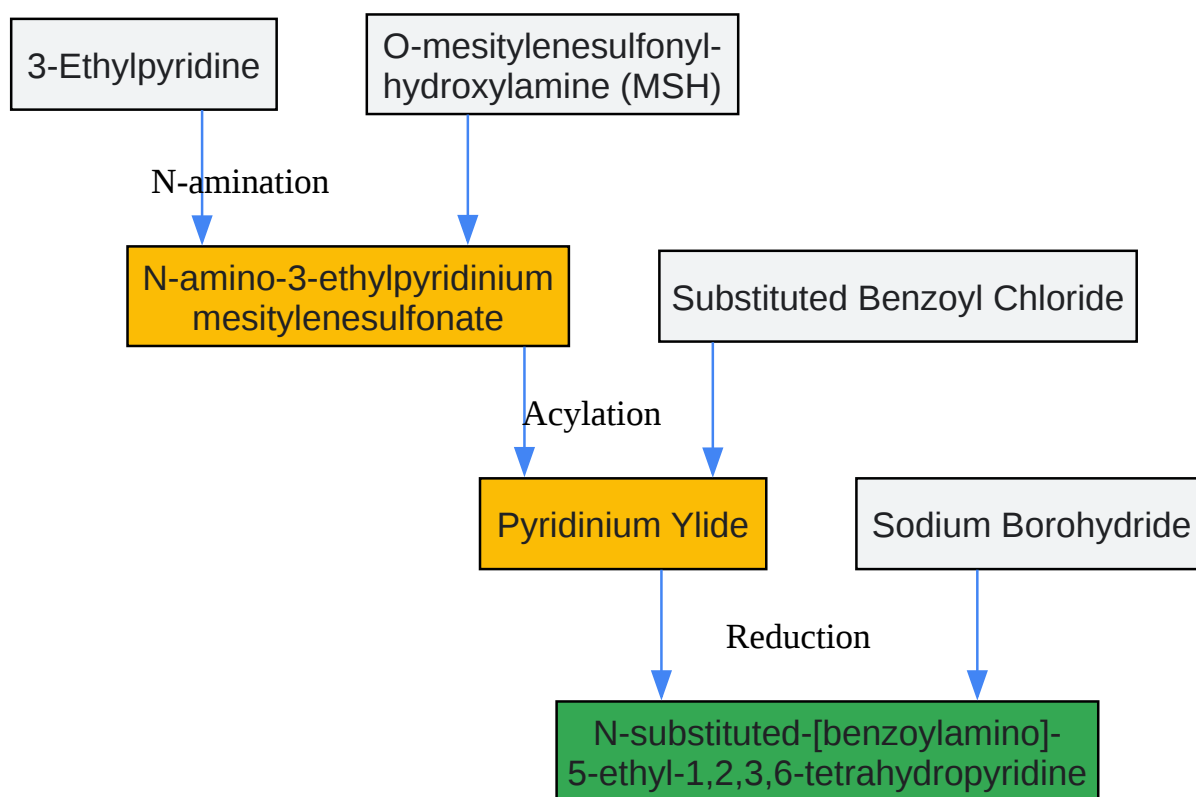 3-Ethylpyridine
O-mesitylenesulfonyl-
hydroxylamine (MSH)
N-amination
N-amino-3-ethylpyridinium
mesitylenesulfonate
Substituted Benzoyl Chloride
Acylation
Pyridinium Ylide
Sodium Borohydride
Reduction
N-substituted-[benzoylamino]-
5-ethyl-1,2,3,6-tetrahydropyridine